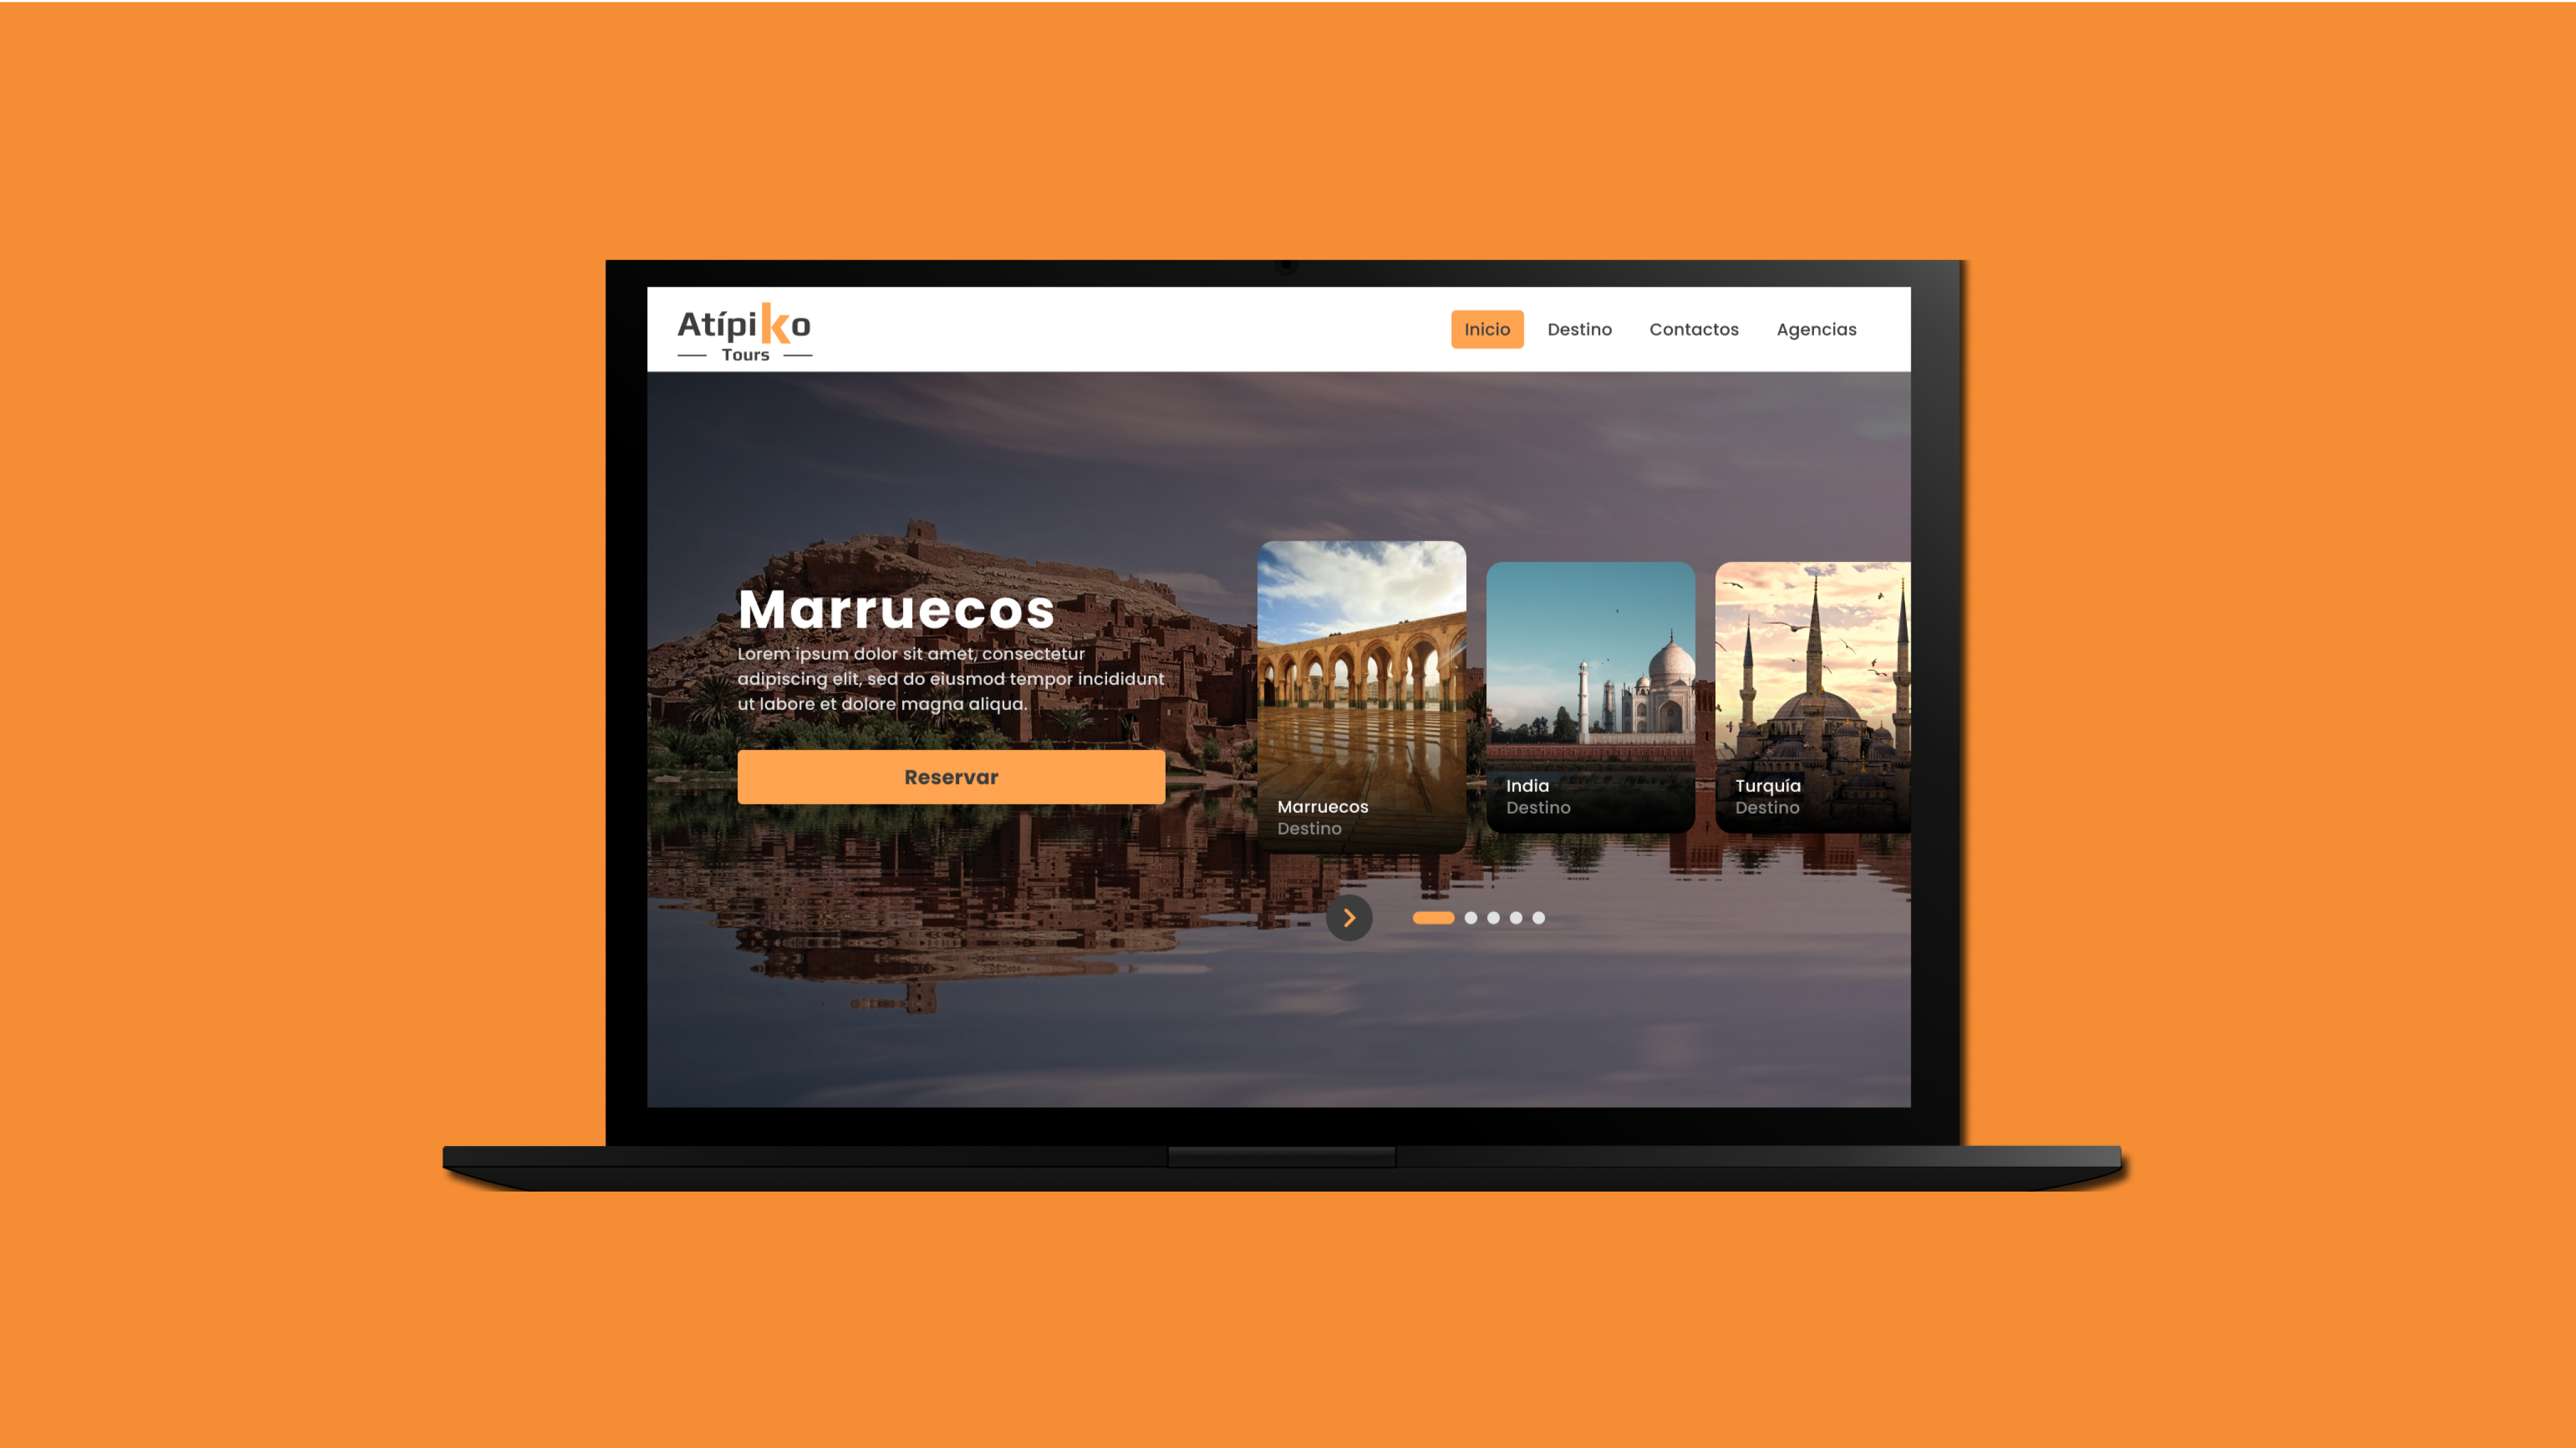 Atípiko
Tours
Inicio Destino Contactos Agencias
Marruecos
Lorem ipsum dolor sit amet, consectetur
adipiscing elit, sed do eiusmod tempor incididunt
ut labore et dolore magna aliqua.
Reservar
Marruecos
Destino
India
Destino
Turquía
Destino